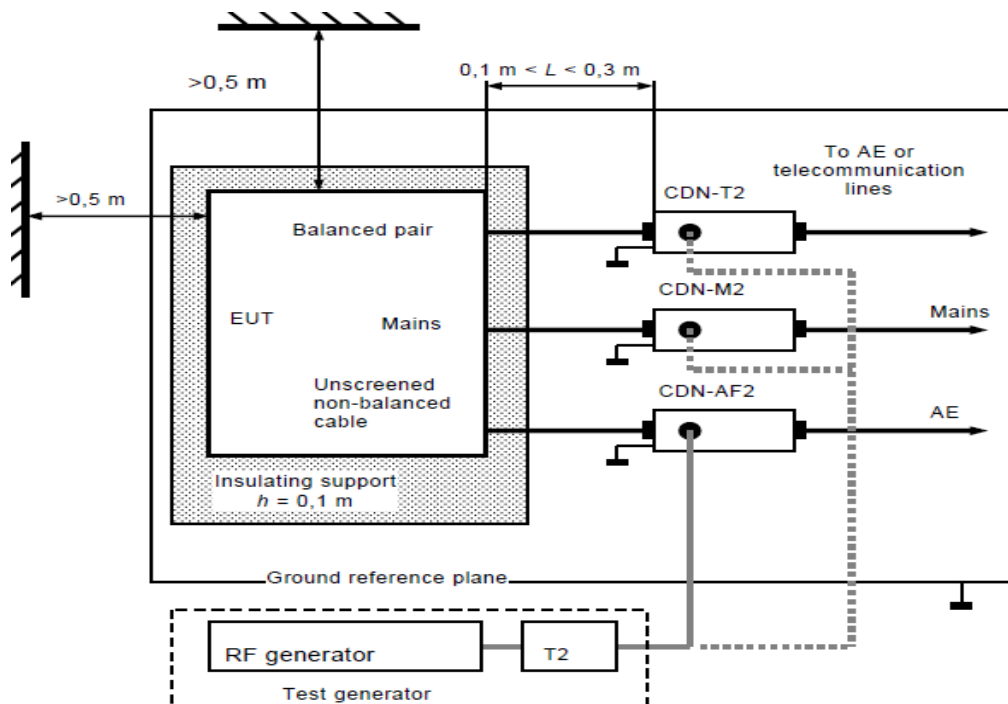 >0,5 m
0,1 m < L < 0,3 m
>0,5 m
To AE or
telecommunication
lines
CDN-T2
Balanced pair
CDN-M2
EUT
Mains
Mains
Unscreened
non-balanced
cable
CDN-AF2
AE
Insulating support
h = 0,1 m
Ground reference plane
RF generator
T2
Test generator